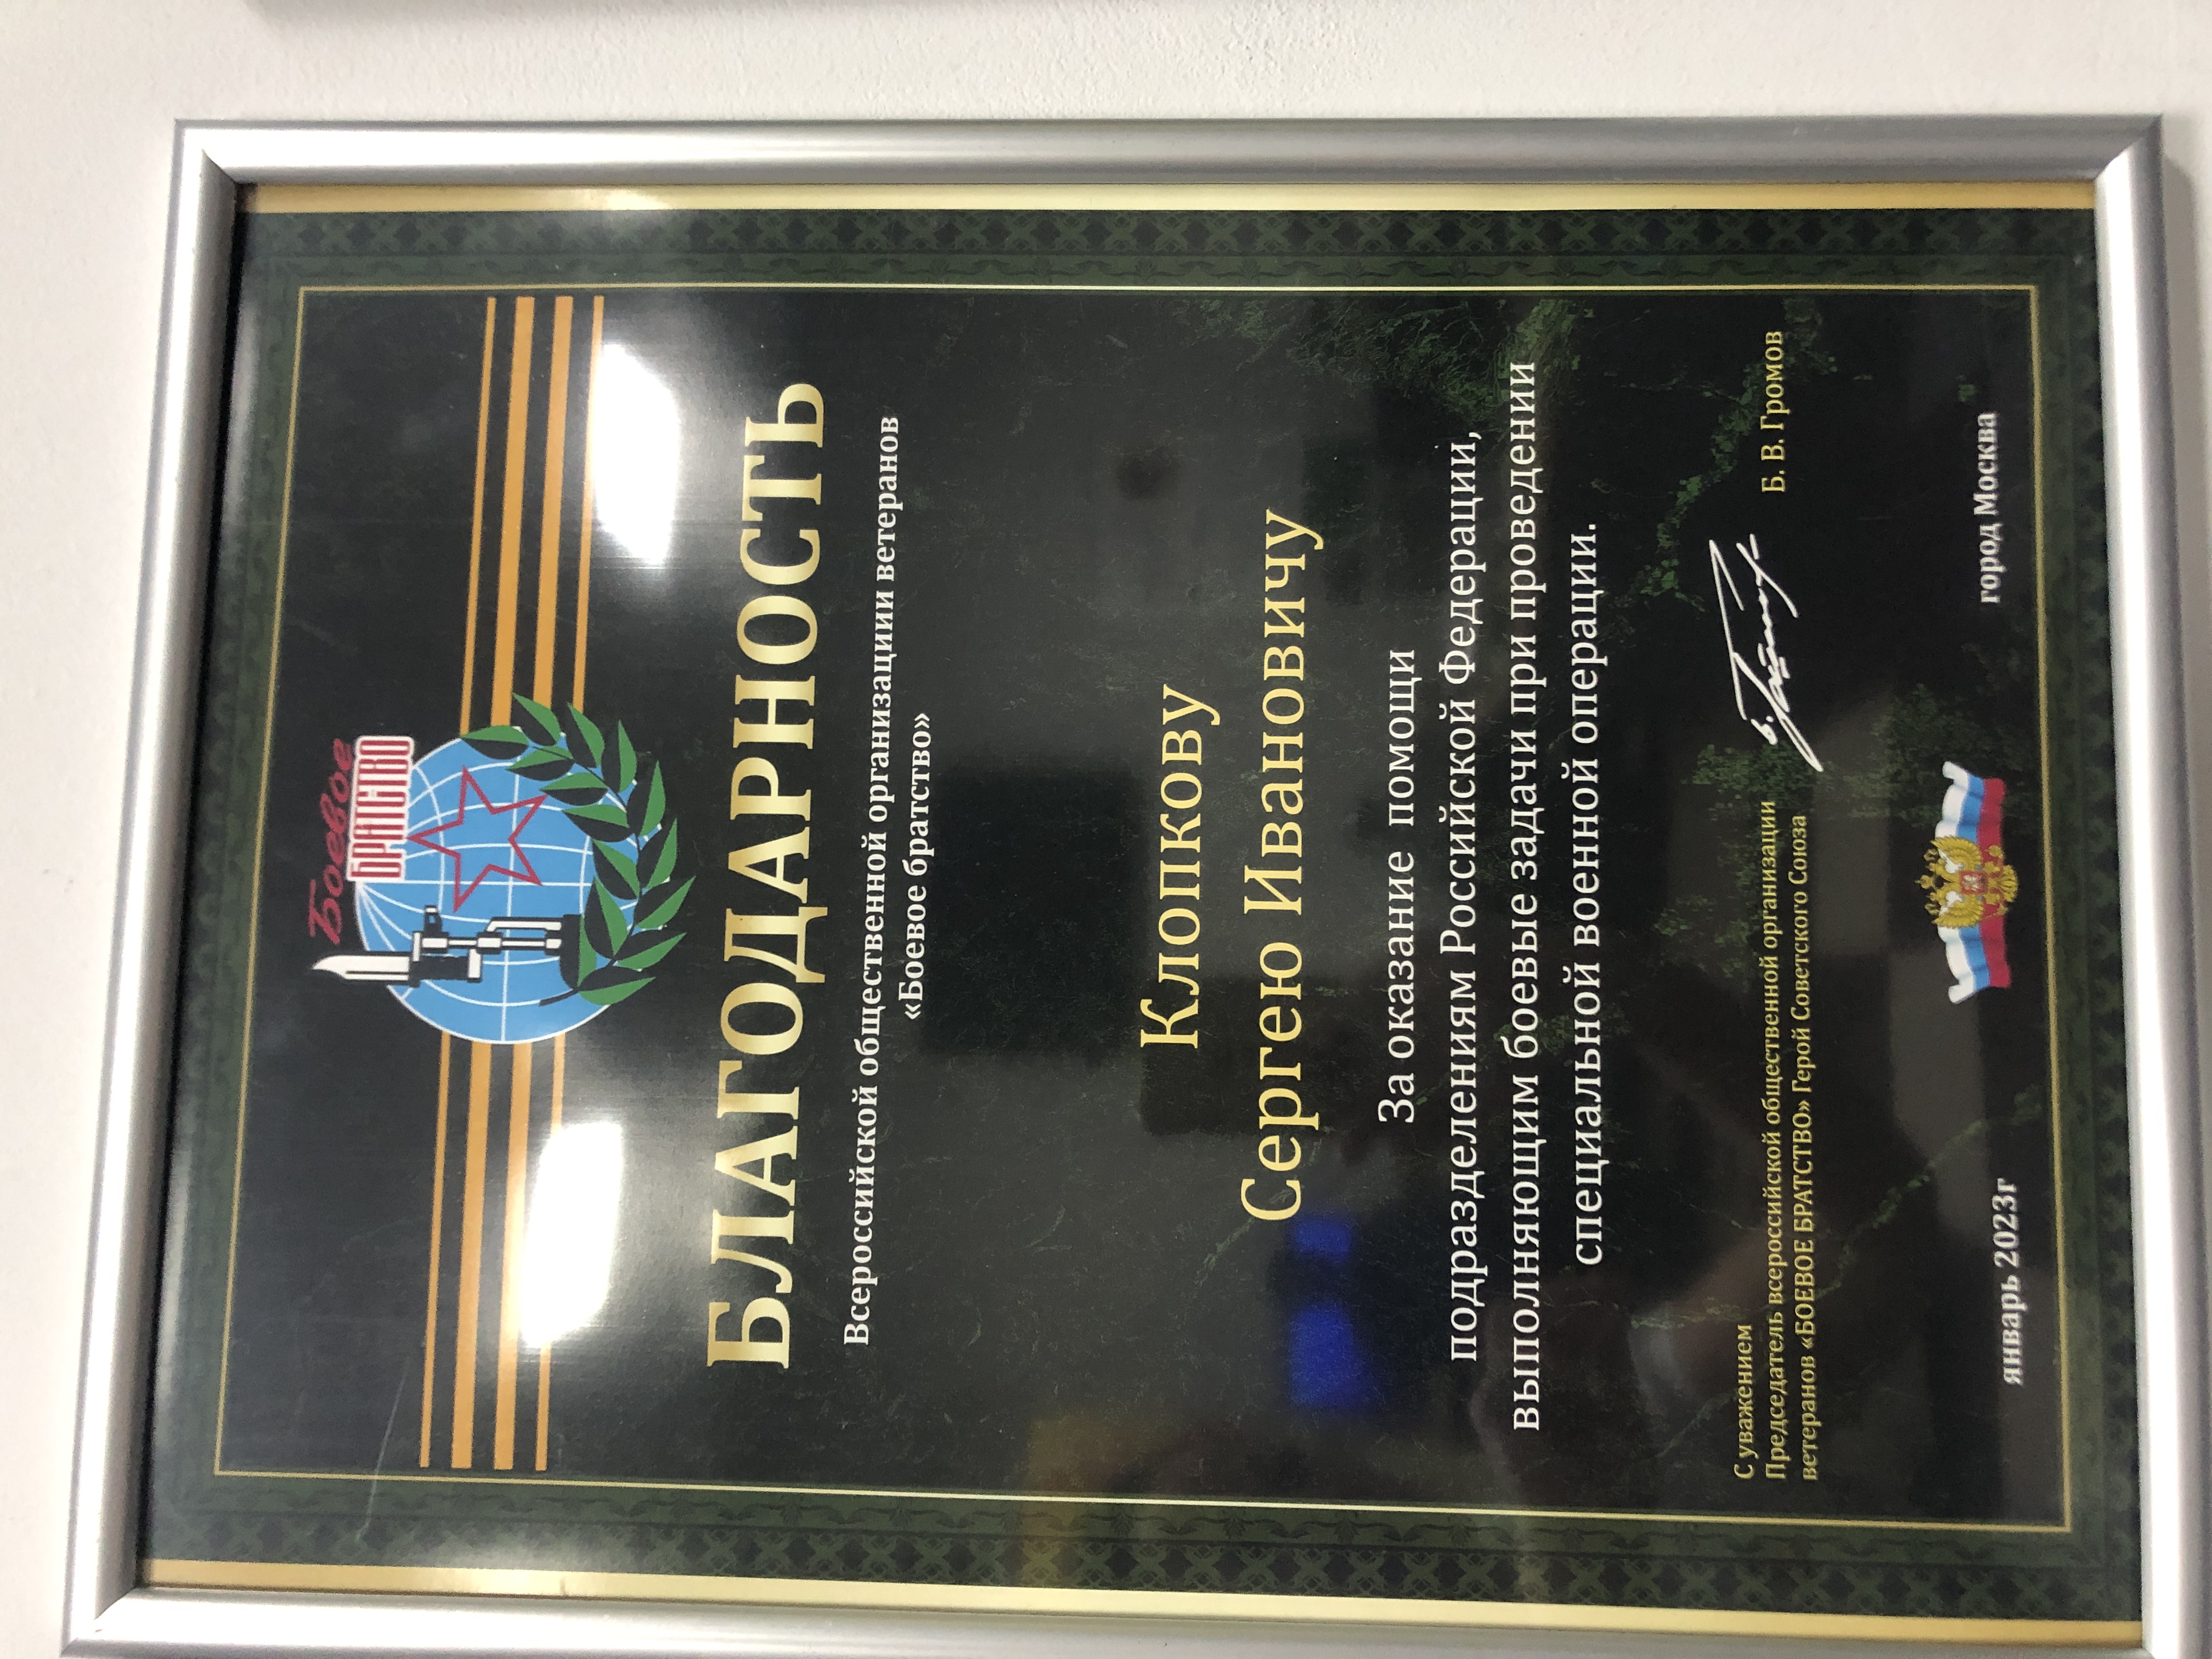 Боевое
БРАТСТВО
БЛАГОДАРНОСТЬ
Всероссийской общественной организациии ветеранов
«Боевое братство»
Клопкову
Сергею Ивановичу
За оказание помощи
подразделениям Российской Федерации,
выполняющим боевые задачи при проведении
специальной военной операции.
С уважением
Председатель всероссийской общественной организации
ветеранов «БОЕВОЕ БРАТСТВО» Герой Советского Союза
Б. В. Громов
январь 2023г
город Москва